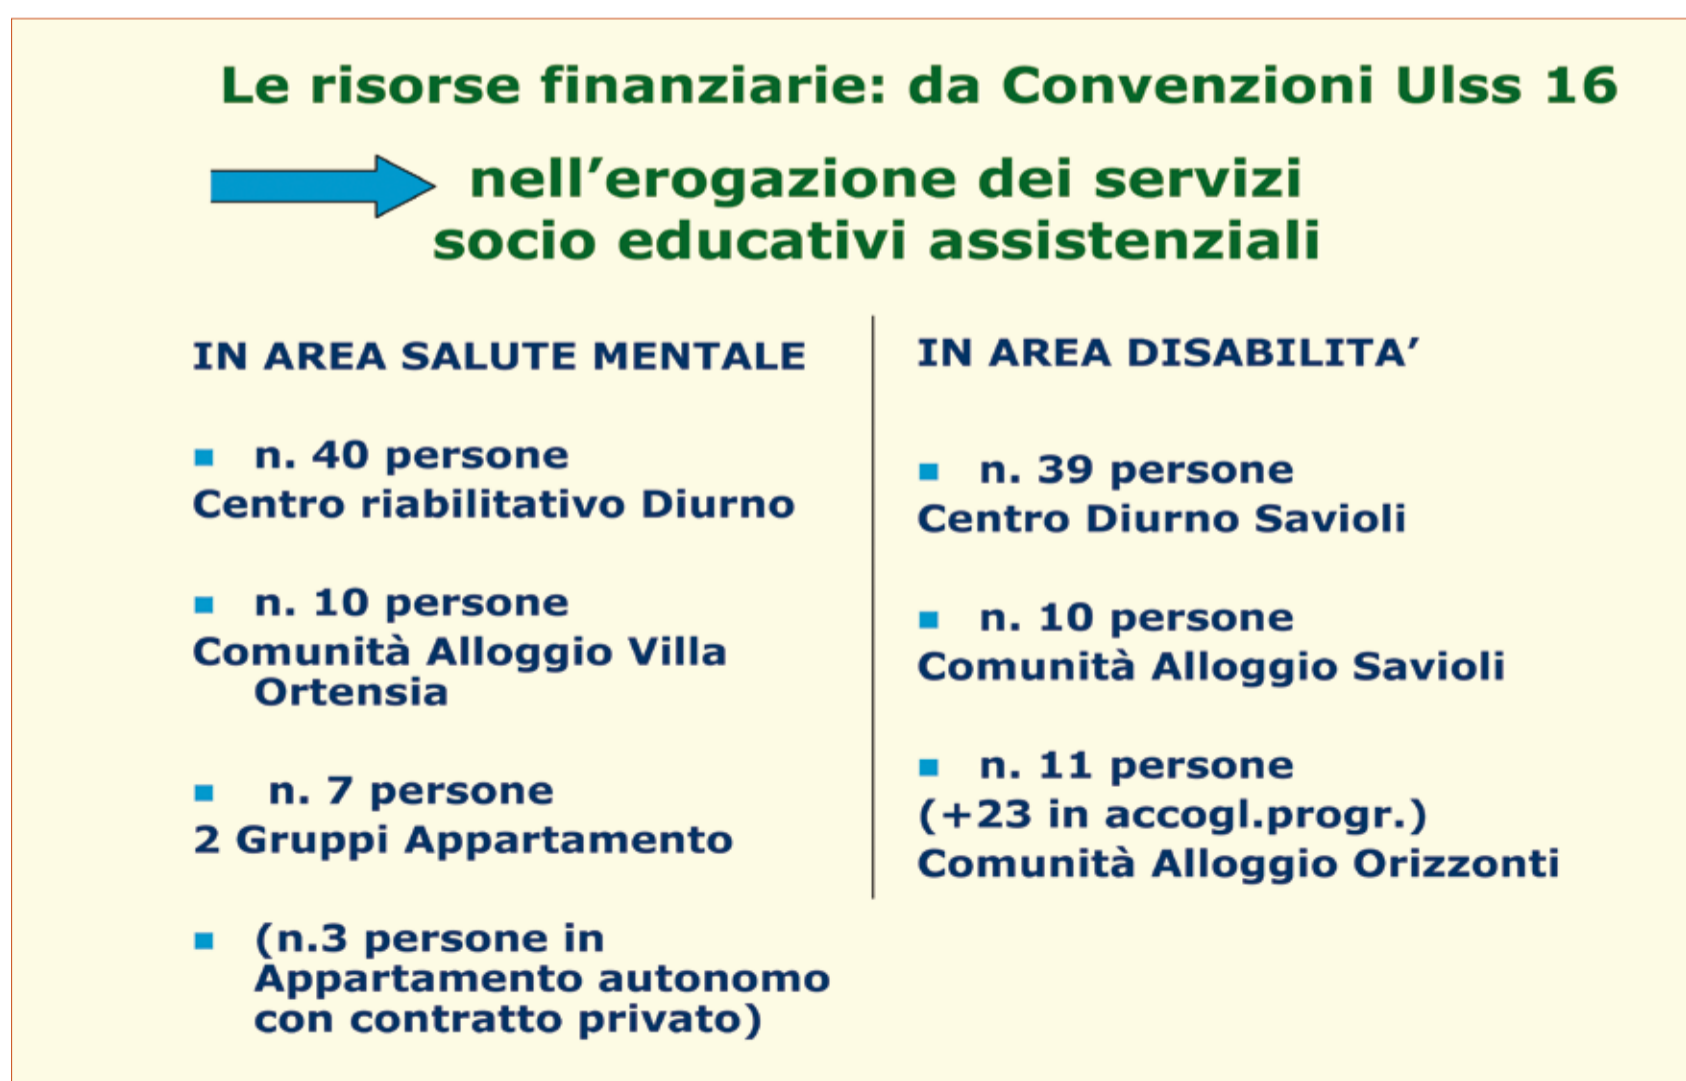 Le risorse finanziarie: da Convenzioni Ulss 16
nell’erogazione dei servizi
socio educativi assistenziali
IN AREA SALUTE MENTALE
n. 40 persone
Centro riabilitativo Diurno
n. 10 persone
Comunità Alloggio Villa
Ortensia
n. 7 persone
2 Gruppi Appartamento
(n.3 persone in
Appartamento autonomo
con contratto privato)
IN AREA DISABILITA’
n. 39 persone
Centro Diurno Savioli
n. 10 persone
Comunità Alloggio Savioli
n. 11 persone
(+23 in accogl.progr.)
Comunità Alloggio Orizzonti